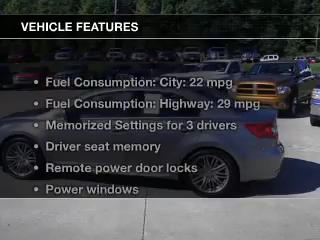 VEHICLE FEATURES
• Fuel Consumption: City: 22 mpg
• Fuel Consumption: Highway: 29 mpg
• Memorized Settings for 3 drivers
• Driver seat memory
• Remote power door locks
• Power windows